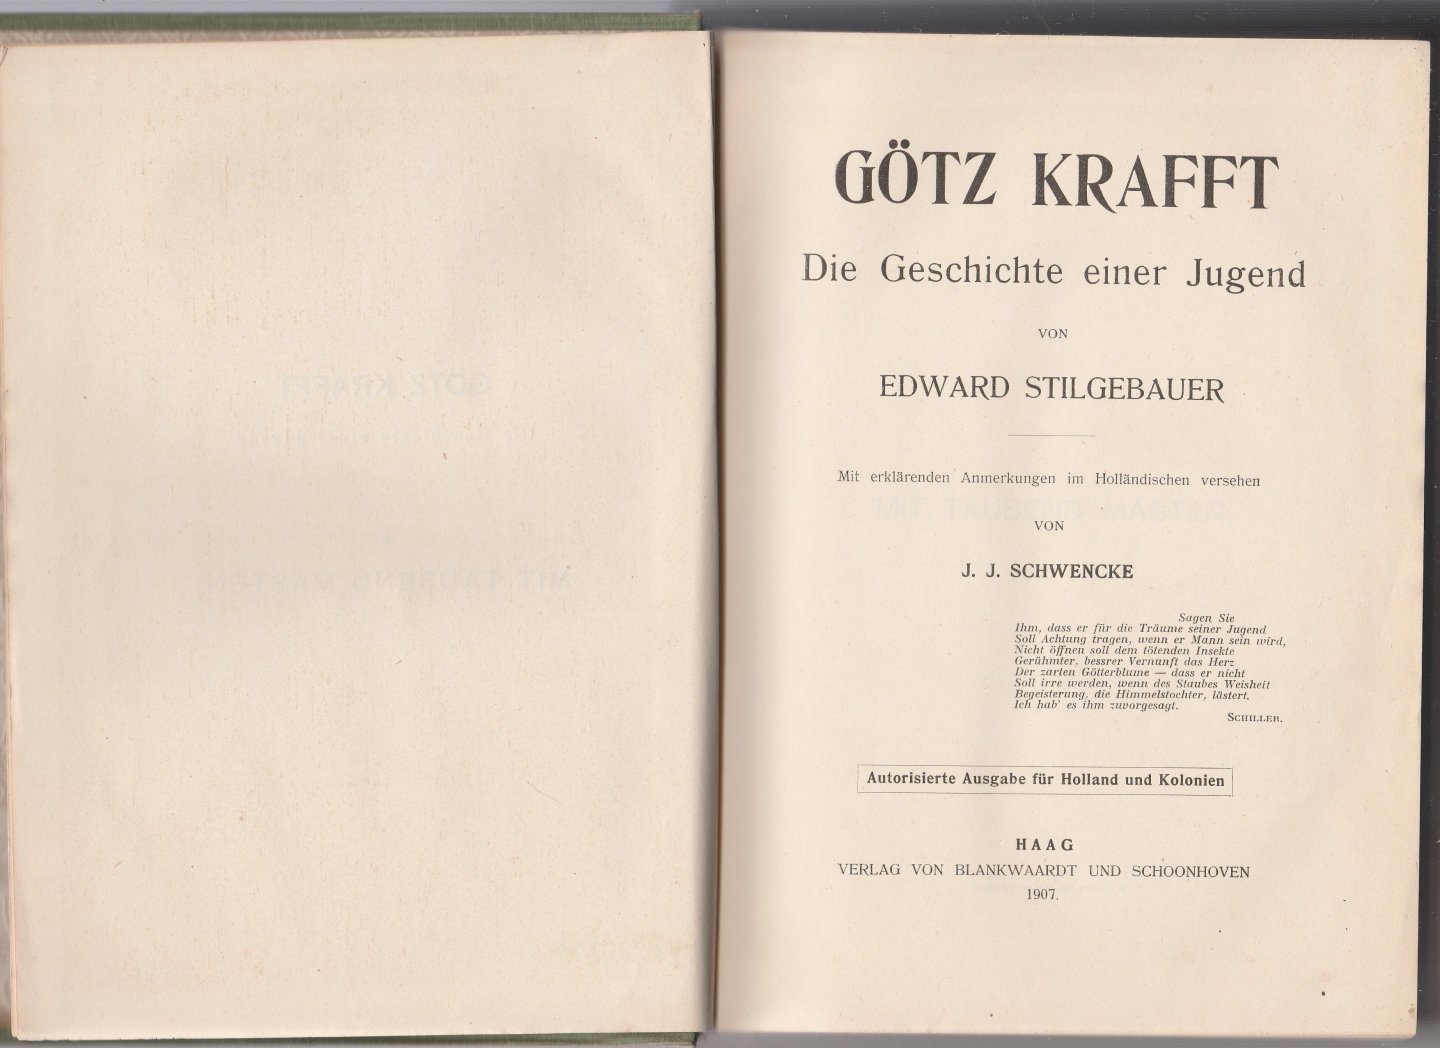 GÖTZ KRAFFT
Die Geschichte einer Jugend
VON
EDWARD STILGEBAUER
Mit erklärenden Anmerkungen im Holländischen versehen
VON
J. J. SCHWENCKE
Sagen Sie
Ihm, dass er für die Träume seiner Jugend
Soll Achtung tragen, wenn er Mann sein wird,
Nicht öffnen soll dem tötenden Insekte
Gerühmter. bessrer Vernunft das Herz
Der zarten Götterblume — dass er nicht
Soll irre werden, wenn des Staubes Weisheit
Begeisterung, die Himmelstochter, lästert.
Ich hab' es ihm zuvorgesagt.
SCHILLER.
Autorisierte Ausgabe für Holland und Kolonien
HAAG
VERLAG VON BLANKWAARDT UND SCHOONHOVEN
1907.